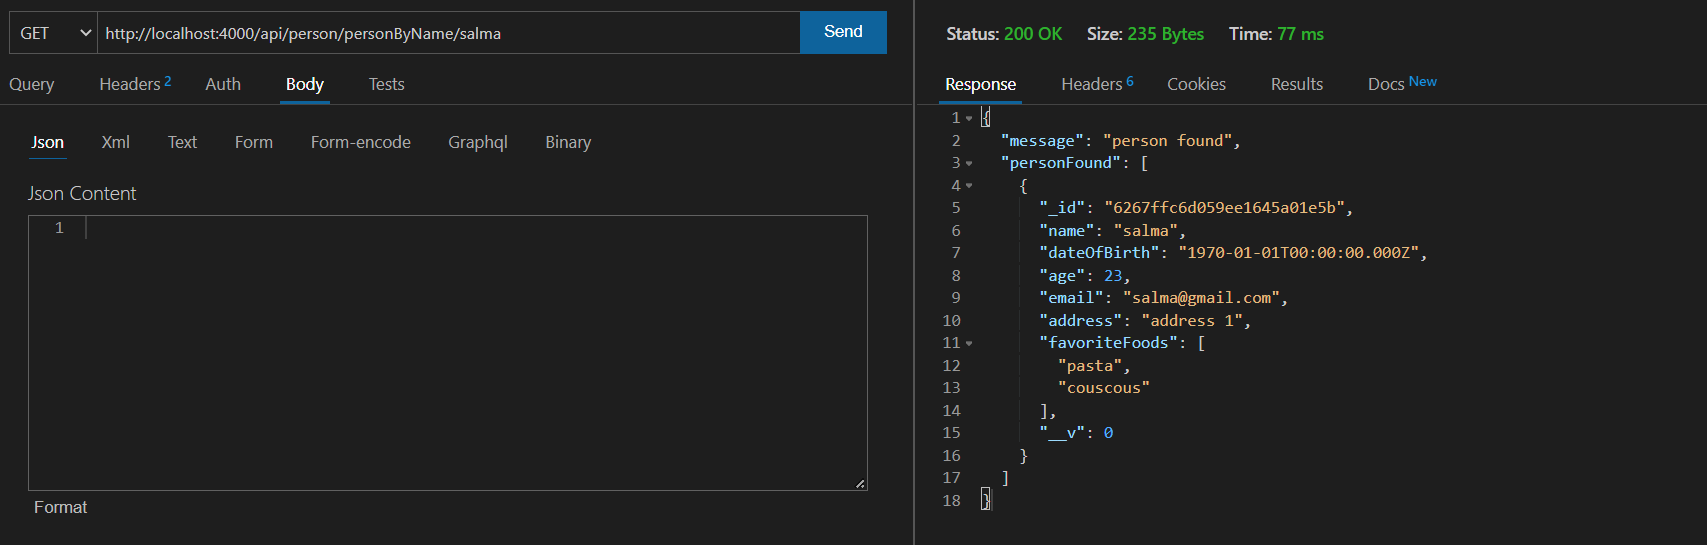 GET http://localhost:4000/api/person/personByName/salma Send
Query Headers 2 Auth Body Tests
Json Xml Text Form Form-encode Graphql Binary
Json Content
1
Format
Status: 200 OK Size: 235 Bytes Time: 77 ms
Response Headers 6 Cookies Results Docs New
1 {
2 "message": "person found",
3 "personFound": [
4 {
5 "_id": "6267ffc6d059ee1645a01e5b",
6 "name": "salma",
7 "dateOfBirth": "1970-01-01T00:00:00.000Z",
8 "age": 23,
9 "email": "salma@gmail.com",
10 "address": "address 1",
11 "favoriteFoods": [
12 "pasta",
13 "couscous"
14 ],
15 "__v": 0
16 }
17 ]
18 }